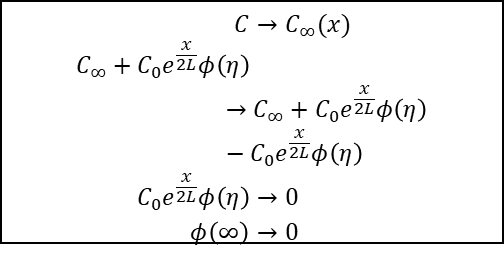 C → C∞(x)
C∞ + C₀e^{x/2L}ϕ(η)
→ C∞ + C₀e^{x/2L}ϕ(η)
− C₀e^{x/2L}ϕ(η)
C₀e^{x/2L}ϕ(η) → 0
ϕ(∞) → 0